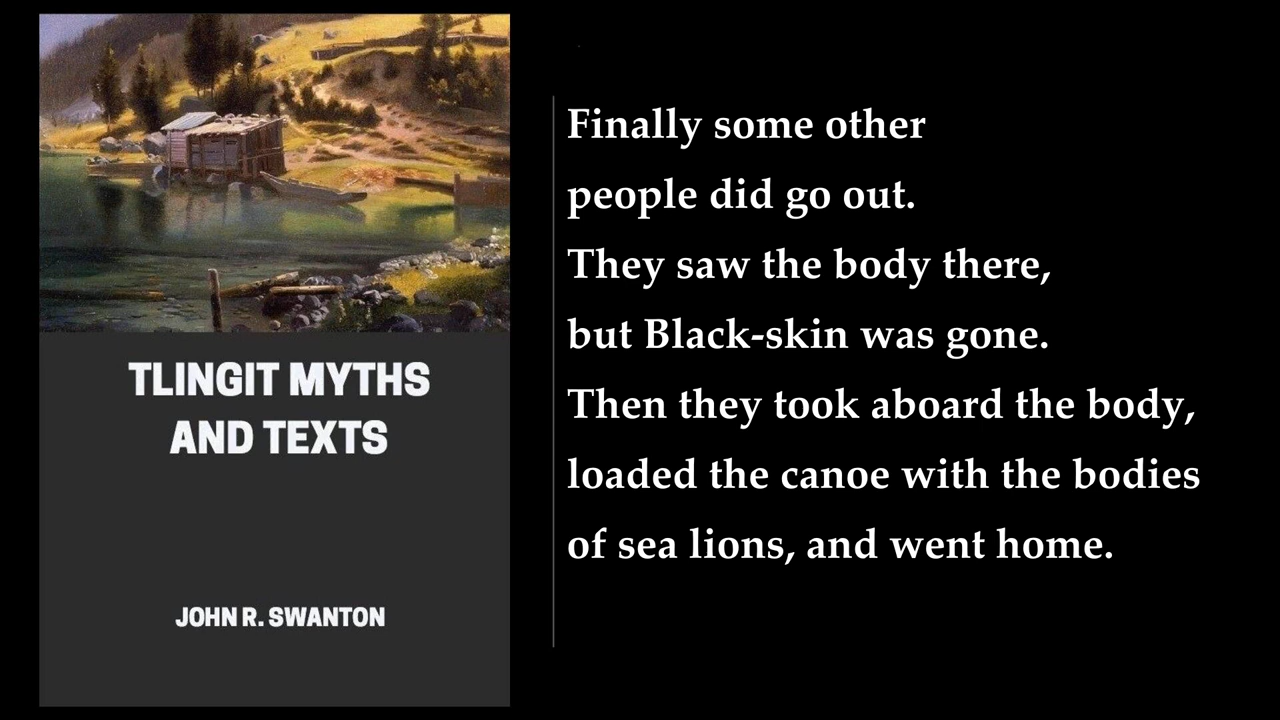 TLINGIT MYTHS
AND TEXTS
JOHN R. SWANTON
Finally some other
people did go out.
They saw the body there,
but Black-skin was gone.
Then they took aboard the body,
loaded the canoe with the bodies
of sea lions, and went home.